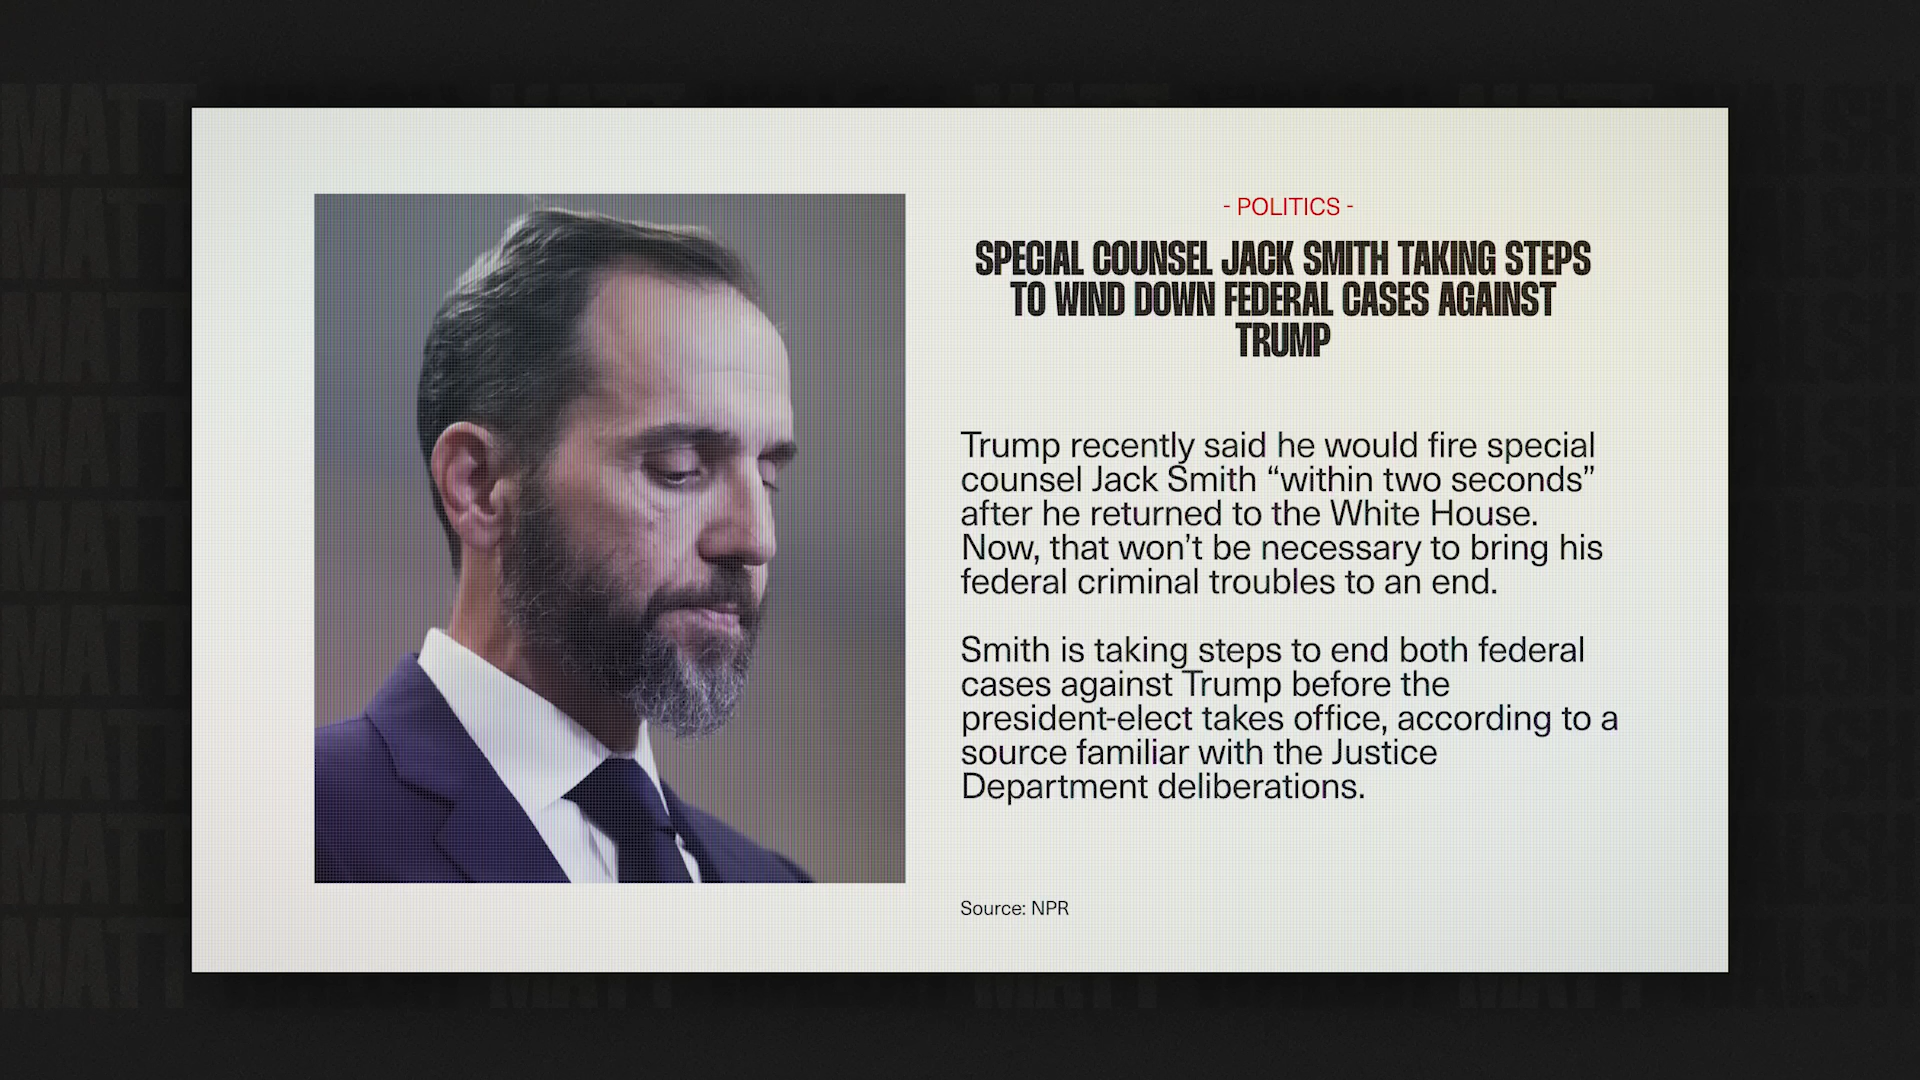 - POLITICS -
SPECIAL COUNSEL JACK SMITH TAKING STEPS
TO WIND DOWN FEDERAL CASES AGAINST
TRUMP
Trump recently said he would fire special
counsel Jack Smith “within two seconds”
after he returned to the White House.
Now, that won’t be necessary to bring his
federal criminal troubles to an end.
Smith is taking steps to end both federal
cases against Trump before the
president-elect takes office, according to a
source familiar with the Justice
Department deliberations.
Source: NPR